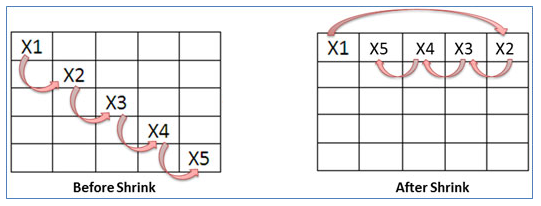 X1
X2
X3
X4
X5
Before Shrink
X1 X5 X4 X3 X2
After Shrink